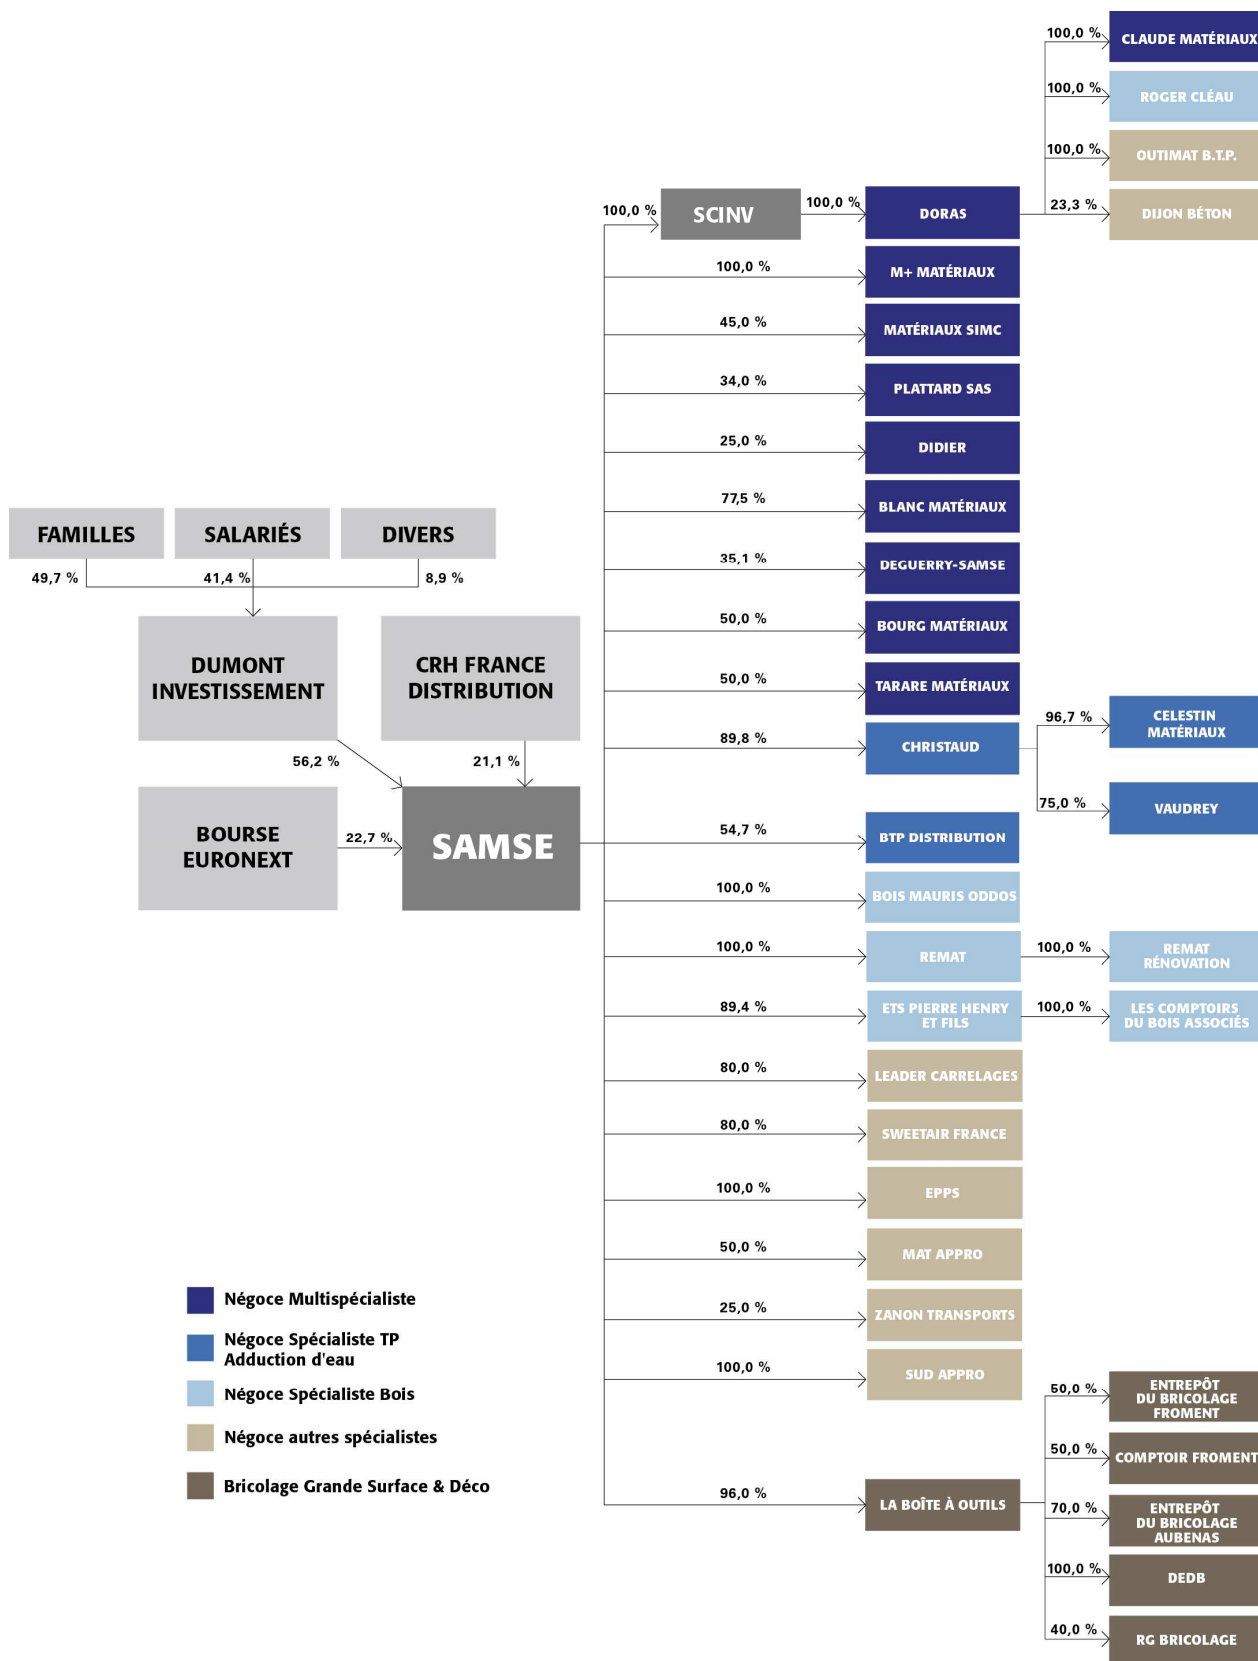 100,0 %
CLAUDE MATÉRIAUX
100,0 %
ROGER CLÉAU
100,0 %
OUTIMAT B.T.P.
100,0 %
SCINV
100,0 %
DORAS
23,3 %
DIJON BÉTON
100,0 %
M+ MATÉRIAUX
45,0 %
MATÉRIAUX SIMC
34,0 %
PLATTARD SAS
25,0 %
DIDIER
77,5 %
BLANC MATÉRIAUX
FAMILLES
SALARIÉS
DIVERS
49,7 %
41,4 %
8,9 %
35,1 %
DEGUERRY-SAMSE
50,0 %
BOURG MATÉRIAUX
DUMONT
INVESTISSEMENT
CRH FRANCE
DISTRIBUTION
50,0 %
TARARE MATÉRIAUX
56,2 %
21,1 %
89,8 %
CHRISTAUD
96,7 %
CELESTIN
MATÉRIAUX
75,0 %
VAUDREY
BOURSE
EURONEXT
22,7 %
SAMSE
54,7 %
BTP DISTRIBUTION
100,0 %
BOIS MAURIS ODDOS
100,0 %
REMAT
100,0 %
REMAT
RÉNOVATION
89,4 %
ETS PIERRE HENRY
ET FILS
100,0 %
LES COMPTOIRS
DU BOIS ASSOCIÉS
80,0 %
LEADER CARRELAGES
80,0 %
SWEETAIR FRANCE
100,0 %
EPPS
50,0 %
MAT APPRO
25,0 %
ZANON TRANSPORTS
100,0 %
SUD APPRO
Négoce Multispécialiste
Négoce Spécialiste TP
Adduction d'eau
Négoce Spécialiste Bois
Négoce autres spécialistes
Bricolage Grande Surface & Déco
96,0 %
LA BOÎTE À OUTILS
50,0 %
ENTREPÔT
DU BRICOLAGE
FROMENT
50,0 %
COMPTOIR FROMENT
70,0 %
ENTREPÔT
DU BRICOLAGE
AUBENAS
100,0 %
DEDB
40,0 %
RG BRICOLAGE